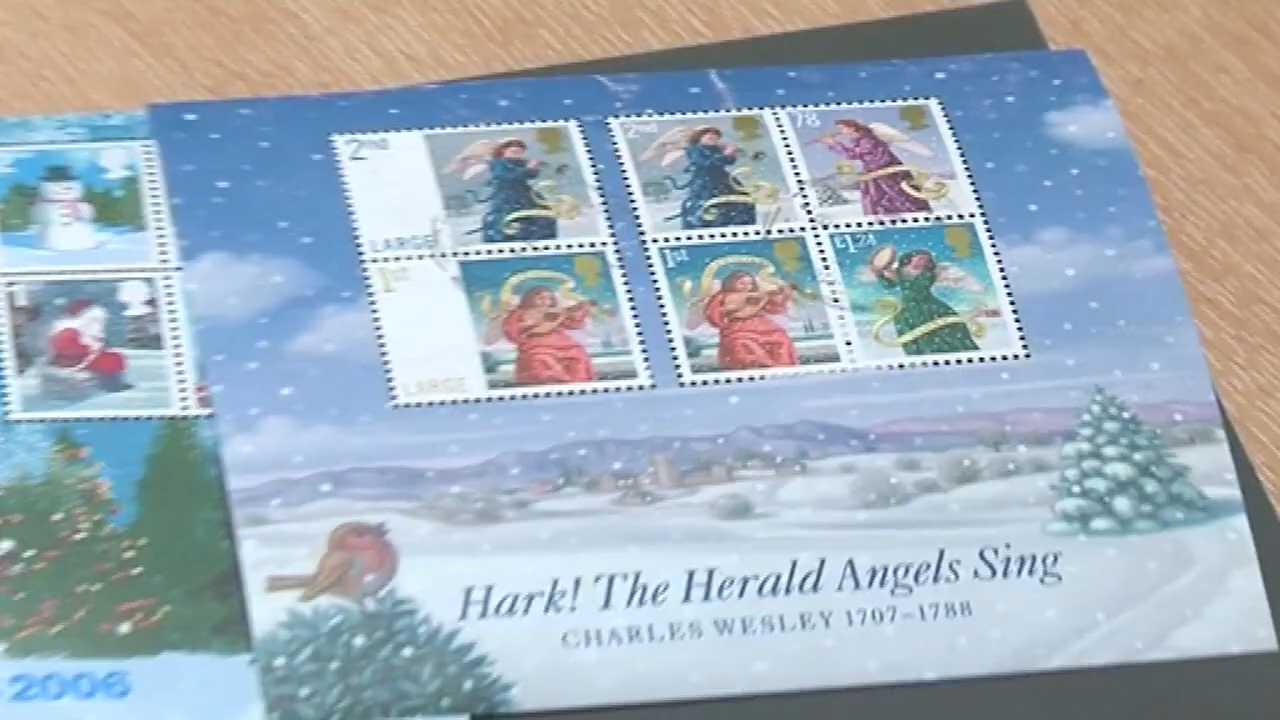 2nd
LARGE
1st
LARGE
2nd
78
1st
£1.24
Hark! The Herald Angels Sing
CHARLES WESLEY 1707–1788
2006